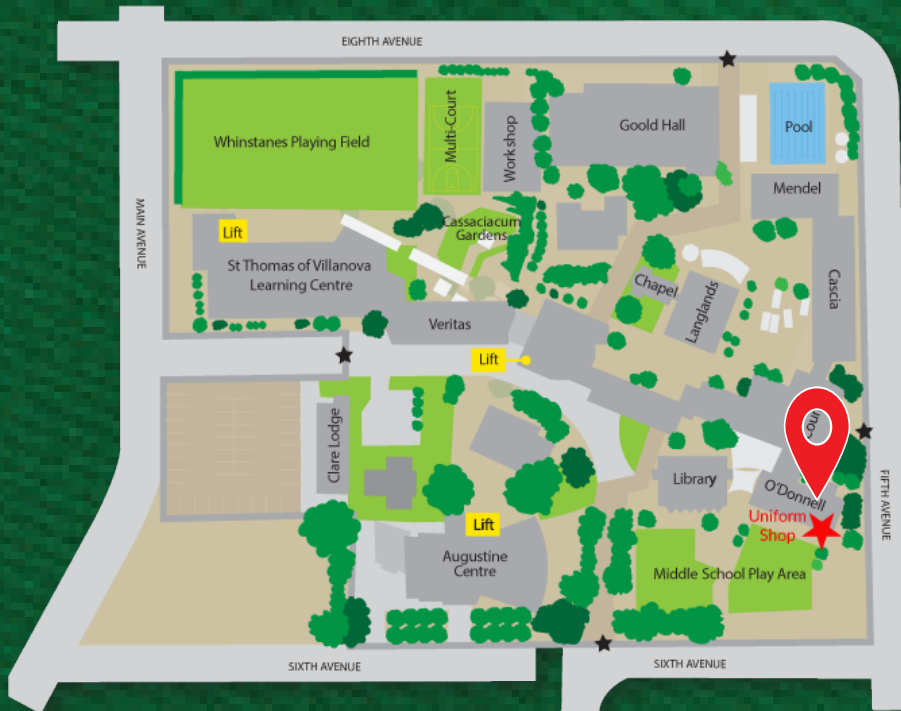 EIGHTH AVENUE
Whinstanes Playing Field
Multi-Court
Workshop
Goold Hall
Pool
Mendel
MAIN AVENUE
Lift
Cassaciacum
Gardens
St Thomas of Villanova
Learning Centre
Chapel
Langlands
Cascia
Veritas
Lift
Clare Lodge
Library
O'Donnell
FIFTH AVENUE
Uniform
Shop
Lift
Augustine
Centre
Middle School Play Area
SIXTH AVENUE
SIXTH AVENUE